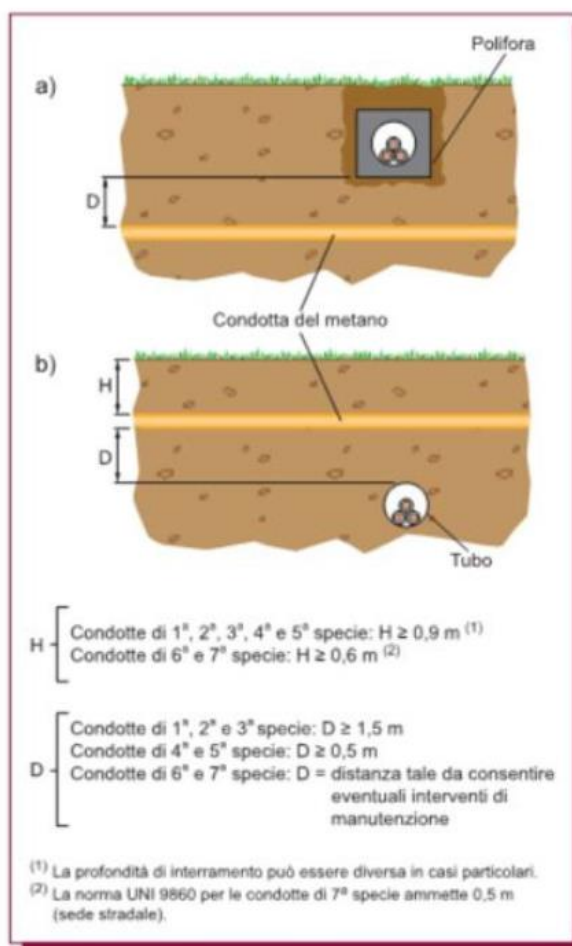 Polifora
a)
D
Condotta del metano
b)
H
D
Tubo
H
Condotte di 1ª, 2ª, 3ª, 4ª e 5ª specie: H ≥ 0,9 m (1)
Condotte di 6ª e 7ª specie: H ≥ 0,6 m (2)
D
Condotte di 1ª, 2ª e 3ª specie: D ≥ 1,5 m
Condotte di 4ª e 5ª specie: D ≥ 0,5 m
Condotte di 6ª e 7ª specie: D = distanza tale da consentire
eventuali interventi di
manutenzione
(1) La profondità di interramento può essere diversa in casi particolari.
(2) La norma UNI 9860 per le condotte di 7ª specie ammette 0,5 m
(sede stradale).